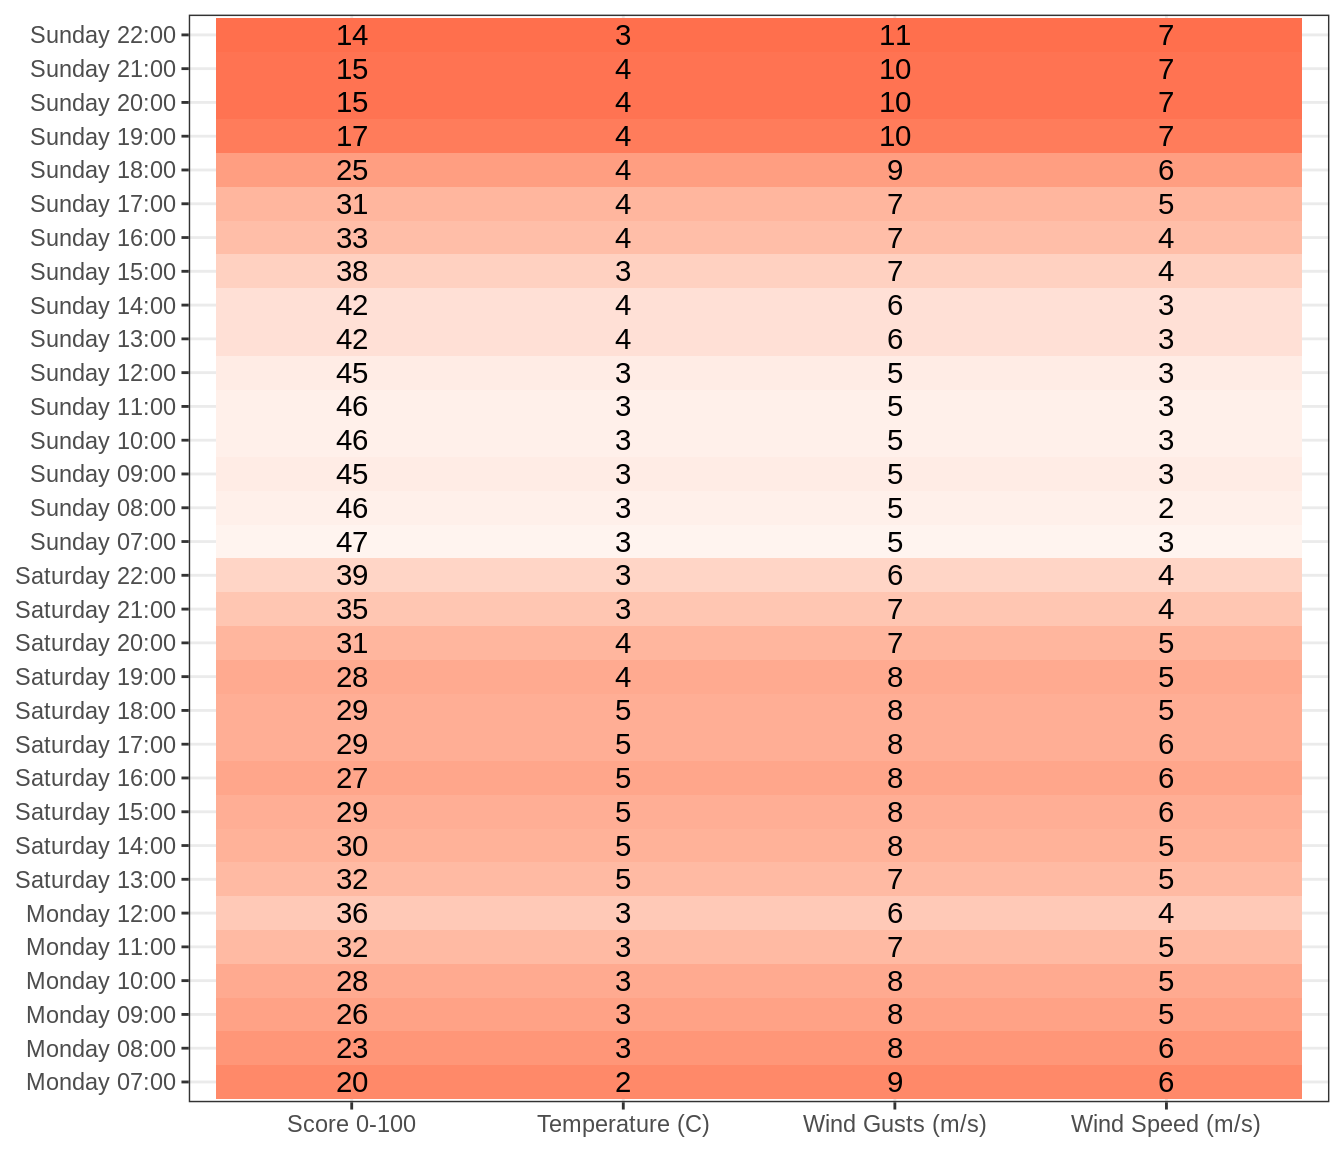 Sunday 22:00 14 3 11 7
Sunday 21:00 15 4 10 7
Sunday 20:00 15 4 10 7
Sunday 19:00 17 4 10 7
Sunday 18:00 25 4 9 6
Sunday 17:00 31 4 7 5
Sunday 16:00 33 4 7 4
Sunday 15:00 38 3 7 4
Sunday 14:00 42 4 6 3
Sunday 13:00 42 4 6 3
Sunday 12:00 45 3 5 3
Sunday 11:00 46 3 5 3
Sunday 10:00 46 3 5 3
Sunday 09:00 45 3 5 3
Sunday 08:00 46 3 5 2
Sunday 07:00 47 3 5 3
Saturday 22:00 39 3 6 4
Saturday 21:00 35 3 7 4
Saturday 20:00 31 4 7 5
Saturday 19:00 28 4 8 5
Saturday 18:00 29 5 8 5
Saturday 17:00 29 5 8 6
Saturday 16:00 27 5 8 6
Saturday 15:00 29 5 8 6
Saturday 14:00 30 5 8 5
Saturday 13:00 32 5 7 5
Monday 12:00 36 3 6 4
Monday 11:00 32 3 7 5
Monday 10:00 28 3 8 5
Monday 09:00 26 3 8 5
Monday 08:00 23 3 8 6
Monday 07:00 20 2 9 6
Score 0-100 Temperature (C) Wind Gusts (m/s) Wind Speed (m/s)